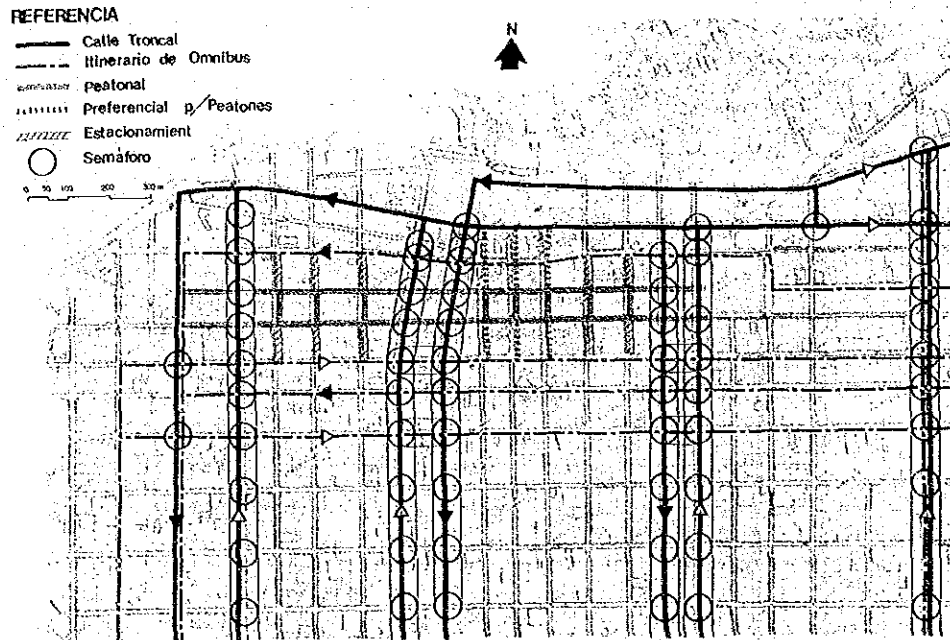 REFERENCIA
Calle Troncal
Itinerario de Omnibus
Peatonal
Preferencial p/Peatones
Estacionamient
Semáforo
0 50 100 200 300 m
N